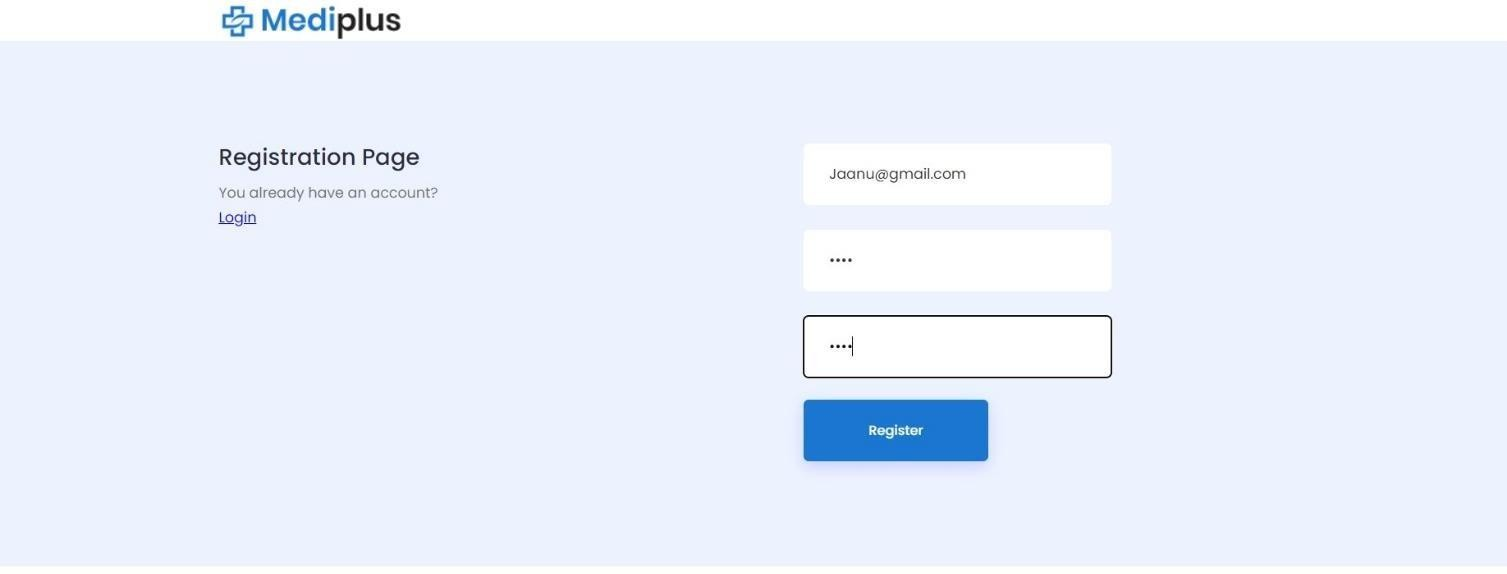 Mediplus
Registration Page
You already have an account?
Login
Jaanu@gmail.com
••••
••••
Register